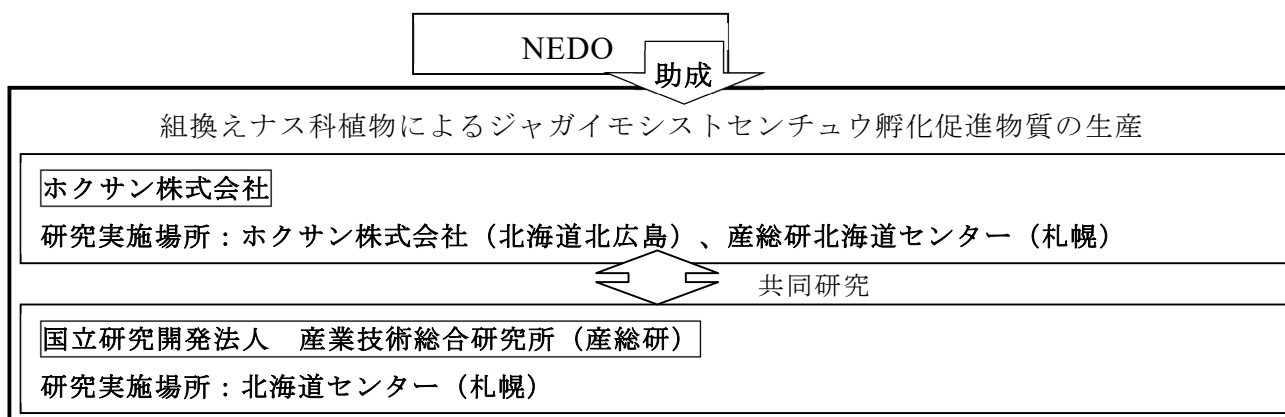 NEDO
助成
組換えナス科植物によるジャガイモシストセンチュウ孵化促進物質の生産
ホクサン株式会社
研究実施場所：ホクサン株式会社（北海道北広島）、産総研北海道センター（札幌）
共同研究
国立研究開発法人　産業技術総合研究所（産総研）
研究実施場所：北海道センター（札幌）